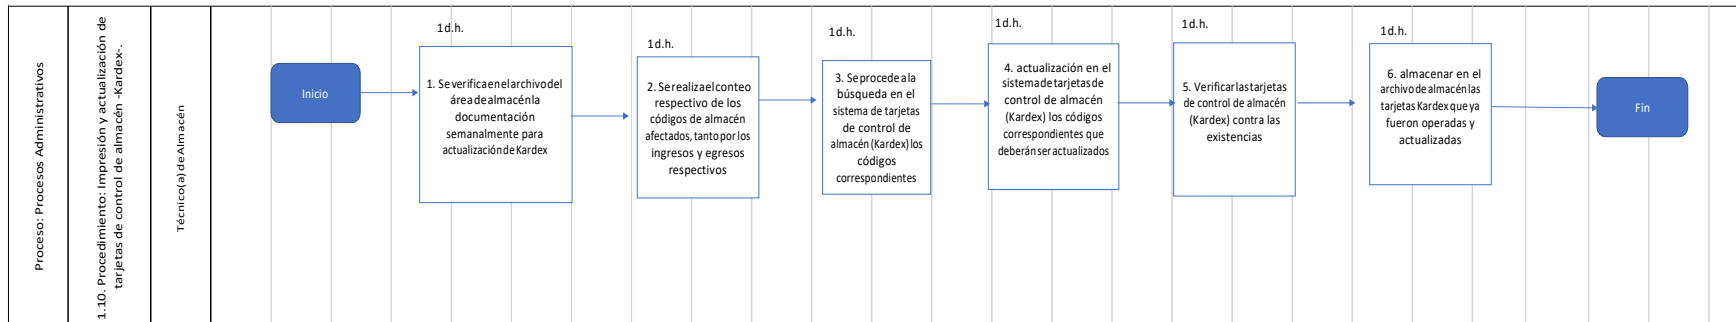 Proceso: Procesos Administrativos
1.10. Procedimiento: Impresión y actualización de
tarjetas de control de almacén -Kardex-.
Técnico(a) de Almacén
Inicio
1 d.h.
1. Se verifica en el archivo del
área de almacén la
documentación
semanalmente para
actualización de Kardex
1 d.h.
2. Se realiza el conteo
respectivo de los
códigos de almacén
afectados, tanto por los
ingresos y egresos
respectivos
1 d.h.
3. Se procede a la
búsqueda en el
sistema de tarjetas
de control de
almacén (Kardex) los
códigos
correspondientes
1 d.h.
4. actualización en el
sistema de tarjetas de
control de almacén
(Kardex) los códigos
correspondientes que
deberán ser actualizados
1 d.h.
5. Verificar las tarjetas
de control de almacén
(Kardex) contra las
existencias
1 d.h.
6. almacenar en el
archivo de almacén las
tarjetas Kardex que ya
fueron operadas y
actualizadas
Fin